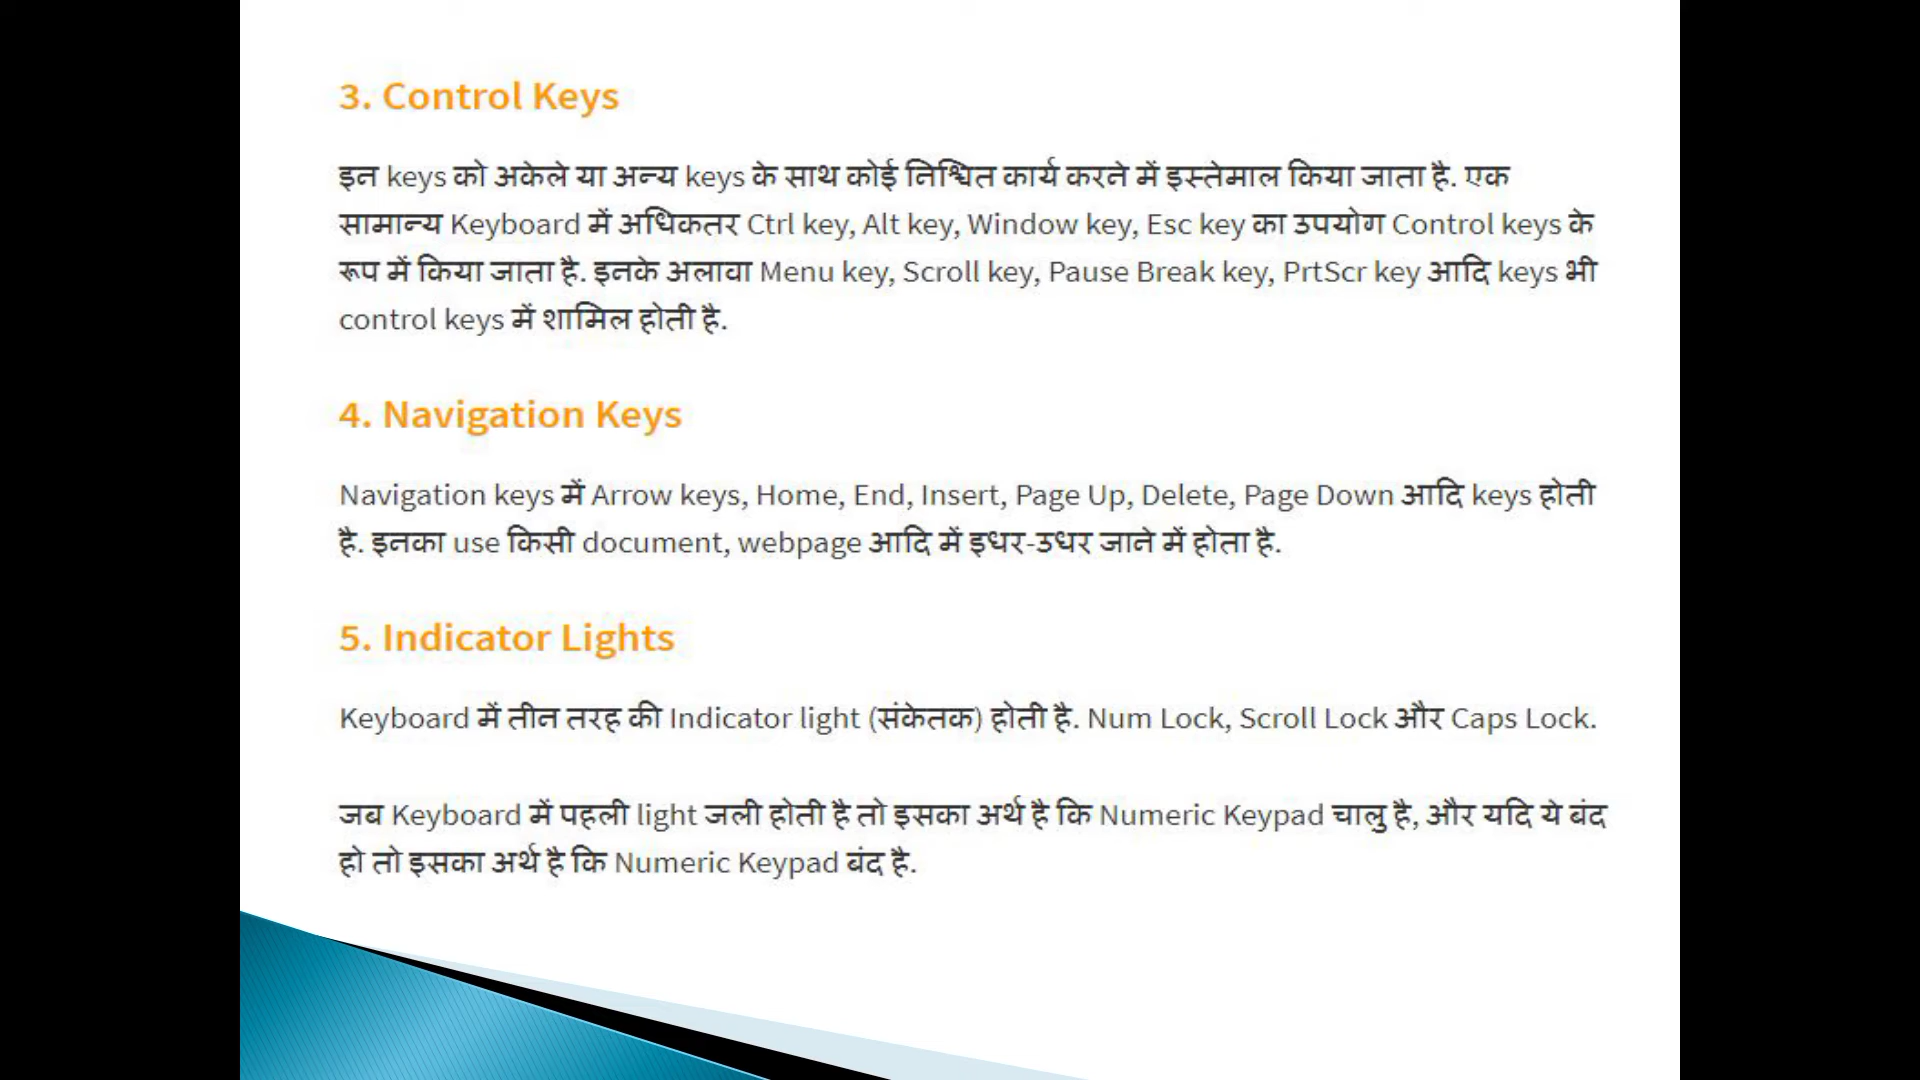 3. Control Keys
इन keys को अकेले या अन्य keys के साथ कोई निश्चित कार्य करने में इस्तेमाल किया जाता है. एक
सामान्य Keyboard में अधिकतर Ctrl key, Alt key, Window key, Esc key का उपयोग Control keys के
रूप में किया जाता है. इनके अलावा Menu key, Scroll key, Pause Break key, PrtScr key आदि keys भी
control keys में शामिल होती है.
4. Navigation Keys
Navigation keys में Arrow keys, Home, End, Insert, Page Up, Delete, Page Down आदि keys होती
है. इनका use किसी document, webpage आदि में इधर-उधर जाने में होता है.
5. Indicator Lights
Keyboard में तीन तरह की Indicator light (संकेतक) होती है. Num Lock, Scroll Lock और Caps Lock.
जब Keyboard में पहली light जली होती है तो इसका अर्थ है कि Numeric Keypad चालु है, और यदि ये बंद
हो तो इसका अर्थ है कि Numeric Keypad बंद है.